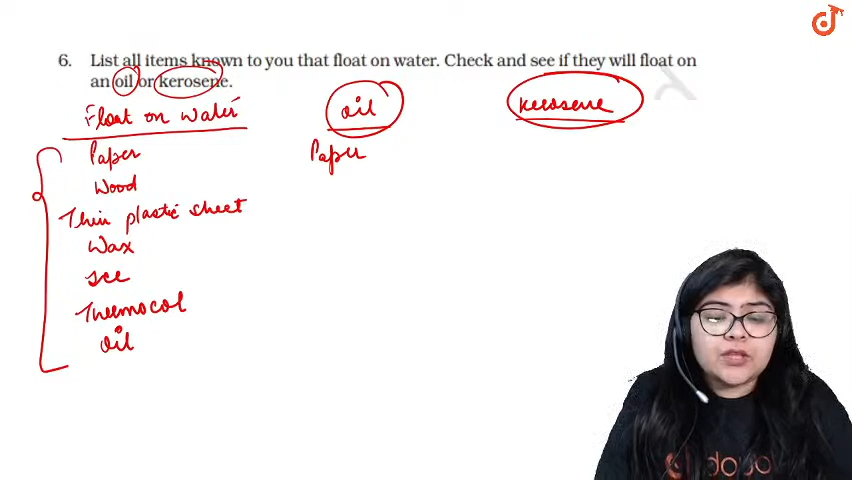 6. List all items known to you that float on water. Check and see if they will float on
an oil or kerosene.
Float on water oil kerosene
Paper Paper
Wood
Thin plastic sheet
Wax
Ice
Thermocol
Oil